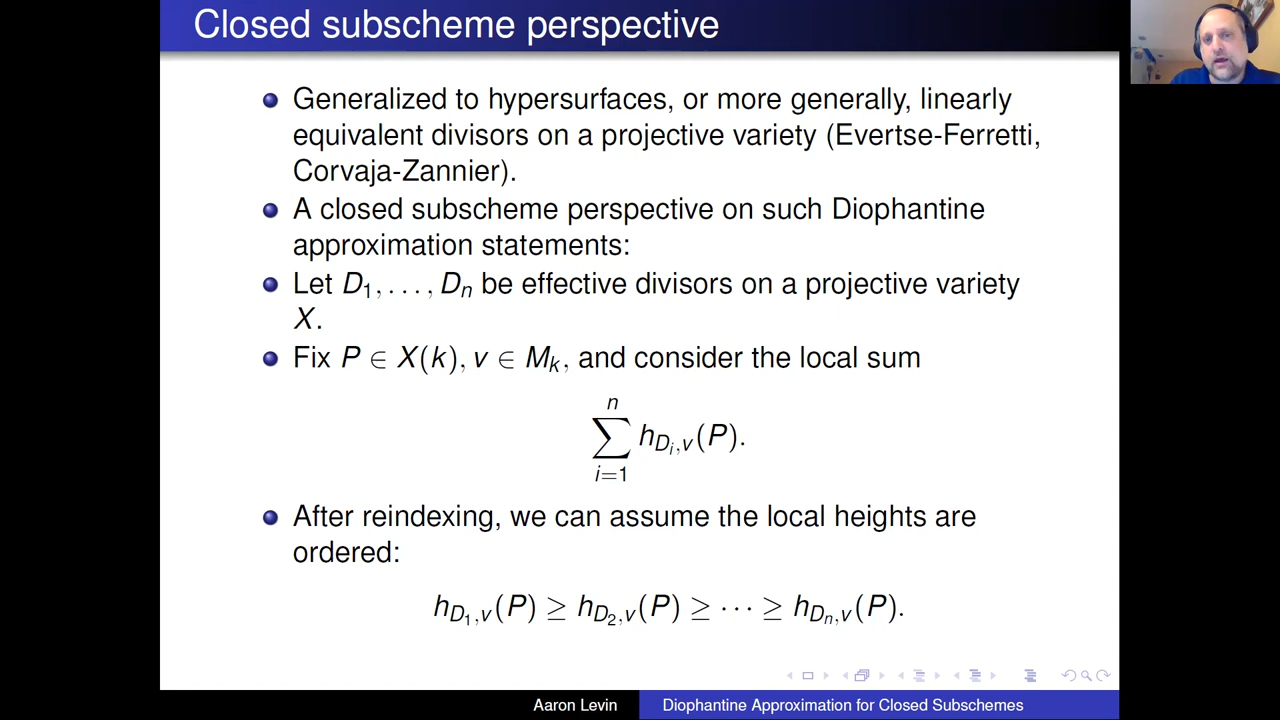 Closed subscheme perspective
Generalized to hypersurfaces, or more generally, linearly
equivalent divisors on a projective variety (Evertse-Ferretti,
Corvaja-Zannier).
A closed subscheme perspective on such Diophantine
approximation statements:
Let D₁, . . . , Dₙ be effective divisors on a projective variety
X.
Fix P ∈ X(k), v ∈ Mₖ, and consider the local sum
∑_{i=1}^{n} h_{D_i,v}(P).
After reindexing, we can assume the local heights are
ordered:
h_{D_1,v}(P) ≥ h_{D_2,v}(P) ≥ ⋯ ≥ h_{D_n,v}(P).
Aaron Levin
Diophantine Approximation for Closed Subschemes